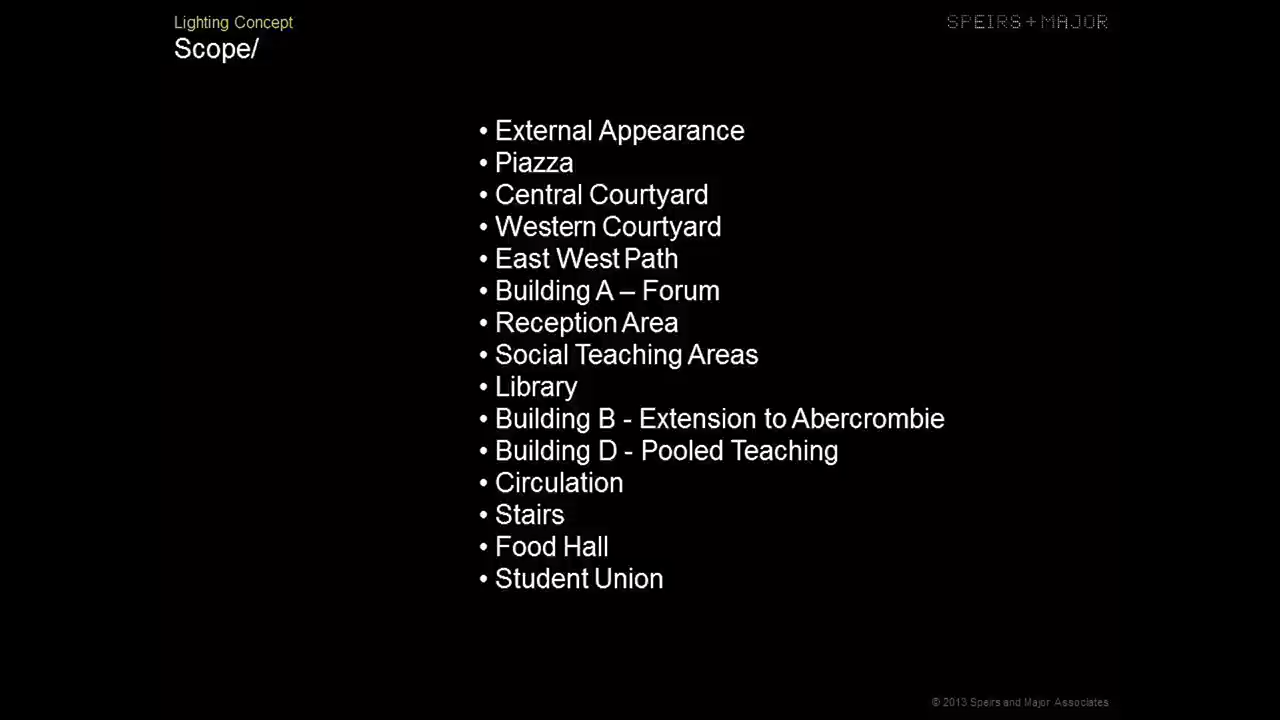 Lighting Concept
SPEIRS + MAJOR
Scope/
• External Appearance
• Piazza
• Central Courtyard
• Western Courtyard
• East West Path
• Building A – Forum
• Reception Area
• Social Teaching Areas
• Library
• Building B - Extension to Abercrombie
• Building D - Pooled Teaching
• Circulation
• Stairs
• Food Hall
• Student Union
© 2013 Speirs and Major Associates